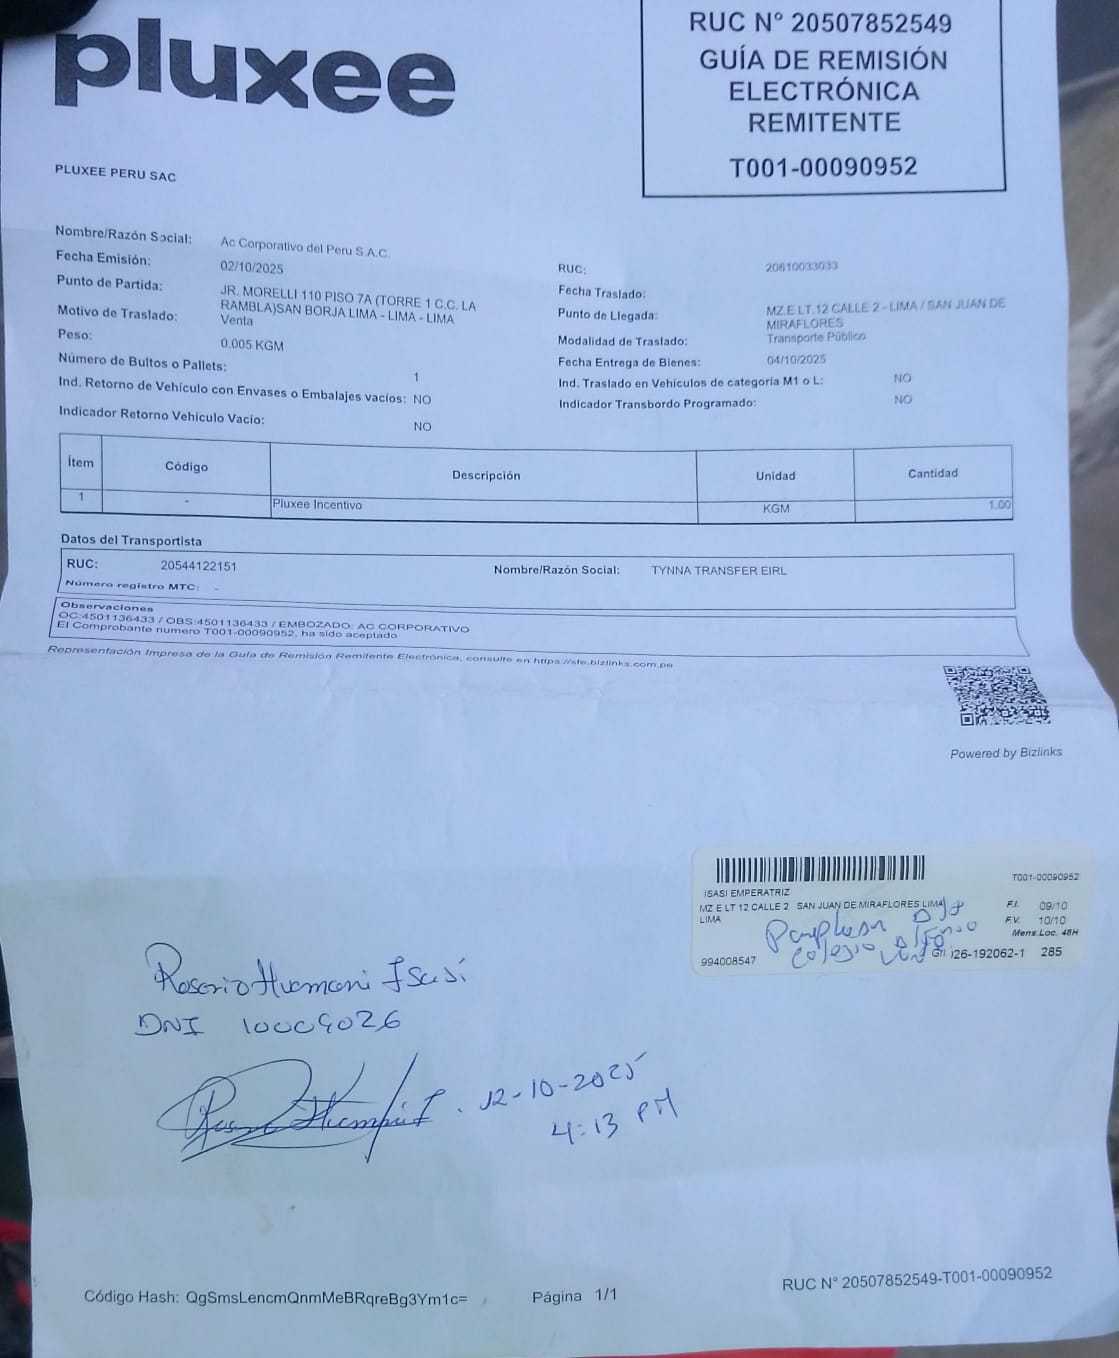 pluxee
RUC N° 20507852549
GUÍA DE REMISIÓN
ELECTRÓNICA
REMITENTE
T001-00090952
PLUXEE PERU SAC
Nombre/Razón Social: Ac Corporativo del Peru S.A.C.
Fecha Emisión: 02/10/2025
Punto de Partida: JR. MORELLI 110 PISO 7A (TORRE 1 C.C. LA
RAMBLA)SAN BORJA LIMA - LIMA - LIMA
Motivo de Traslado: Venta
Peso: 0.005 KGM
Número de Bultos o Pallets: 1
Ind. Retorno de Vehículo con Envases o Embalajes vacíos: NO
Indicador Retorno Vehículo Vacío: NO
RUC: 20610033033
Fecha Traslado:
Punto de Llegada: MZ.E LT.12 CALLE 2 - LIMA / SAN JUAN DE
MIRAFLORES
Modalidad de Traslado: Transporte Público
Fecha Entrega de Bienes: 04/10/2025
Ind. Traslado en Vehículos de categoría M1 o L: NO
Indicador Transbordo Programado: NO
Ítem Código Descripción Unidad Cantidad
1 - Pluxee Incentivo KGM 1.00
Datos del Transportista
RUC: 20544122151 Nombre/Razón Social: TYNNA TRANSFER EIRL
Número registro MTC: -
Observaciones
OC:4501136433 / OBS:4501136433 / EMBOZADO: AC CORPORATIVO
El Comprobante numero T001-00090952, ha sido aceptado
Representación Impresa de la Guía de Remisión Remitente Electrónica, consulte en https://sfe.bizlinks.com.pe
Powered by Bizlinks
T001-00090952
ISASI EMPERATRIZ
MZ E LT 12 CALLE 2 SAN JUAN DE MIRAFLORES LIMA
LIMA
F.I. 09/10
F.V. 10/10
Mens.Loc. 48H
Colegio
994008547
Gri. 026-192062-1 285
Rosario Huamani Isasi
DNI 10009026
12-10-2025
4:13 PM
Código Hash: QgSmsLencmQnmMeBRqreBg3Ym1c=
Página 1/1
RUC N° 20507852549-T001-00090952